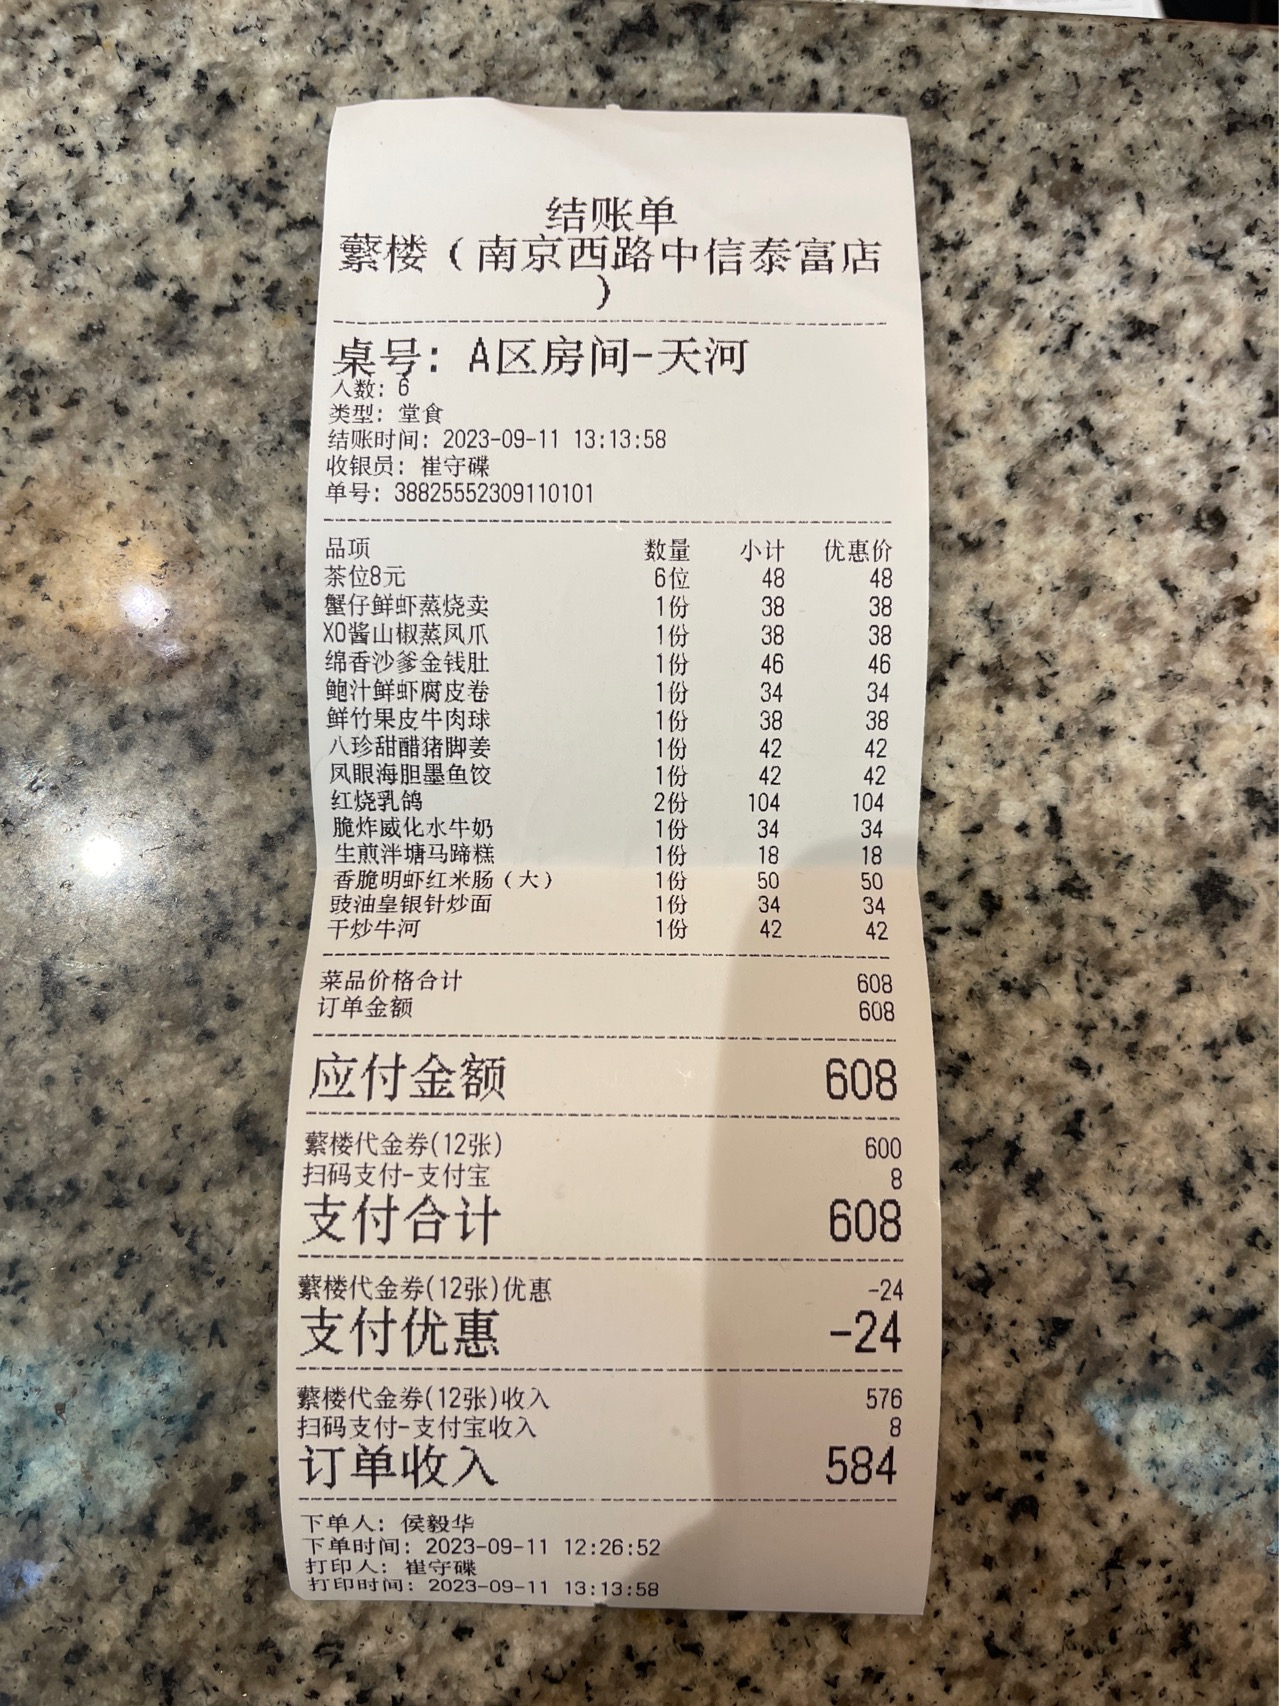 结账单
蘩楼（南京西路中信泰富店
）
桌号: A区房间-天河
人数: 6
类型: 堂食
结账时间: 2023-09-11 13:13:58
收银员: 崔守碟
单号: 38825552309110101
品项 数量 小计 优惠价
茶位8元 6位 48 48
蟹仔鲜虾蒸烧卖 1份 38 38
XO酱山椒蒸凤爪 1份 38 38
绵香沙爹金钱肚 1份 46 46
鲍汁鲜虾腐皮卷 1份 34 34
鲜竹果皮牛肉球 1份 38 38
八珍甜醋猪脚姜 1份 42 42
凤眼海胆墨鱼饺 1份 42 42
红烧乳鸽 2份 104 104
脆炸威化水牛奶 1份 34 34
生煎泮塘马蹄糕 1份 18 18
香脆明虾红米肠（大） 1份 50 50
豉油皇银针炒面 1份 34 34
干炒牛河 1份 42 42
菜品价格合计 608
订单金额 608
应付金额 608
蘩楼代金券(12张) 600
扫码支付-支付宝 8
支付合计 608
蘩楼代金券(12张)优惠 -24
支付优惠 -24
蘩楼代金券(12张)收入 576
扫码支付-支付宝收入 8
订单收入 584
下单人: 侯毅华
下单时间: 2023-09-11 12:26:52
打印人: 崔守碟
打印时间: 2023-09-11 13:13:58